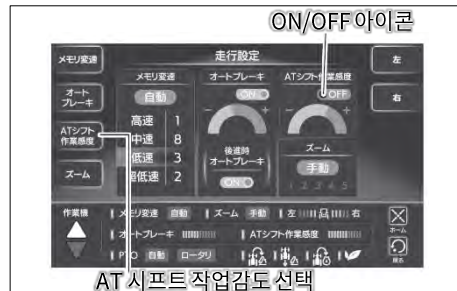 ON/OFF 아이콘
走行設定
メモリ変速
オート
ブレーキ
ATシフト
作業感度
ズーム
メモリ変速
自動
高速 1
中速 8
低速 3
超低速 2
オートブレーキ
ON
後進時
オートブレーキ
ON
ATシフト作業感度
OFF
ズーム
手動
1 2 3 4 5
左
右
作業機
メモリ変速 自動 ズーム 手動 左 右
オートブレーキ ATシフト作業感度
PTO 自動 ロータリ
ホーム
戻る
AT 시프트 작업감도 선택